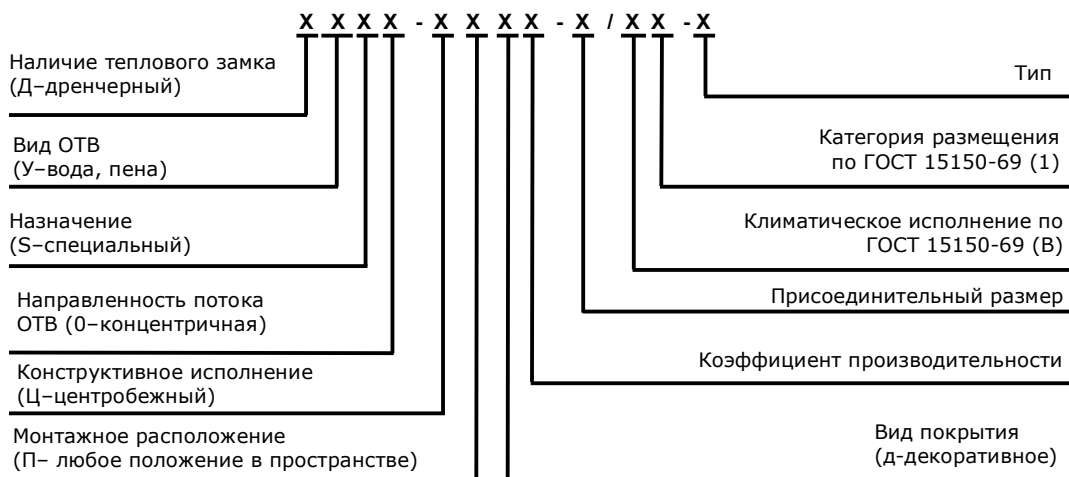 X X X X - X X X X - X / X X - X
Наличие теплового замка
(Д–дренчерный)
Вид ОТВ
(У–вода, пена)
Назначение
(S–специальный)
Направленность потока
ОТВ (0–концентричная)
Конструктивное исполнение
(Ц–центробежный)
Монтажное расположение
(П– любое положение в пространстве)
Тип
Категория размещения
по ГОСТ 15150-69 (1)
Климатическое исполнение по
ГОСТ 15150-69 (В)
Присоединительный размер
Коэффициент производительности
Вид покрытия
(д-декоративное)